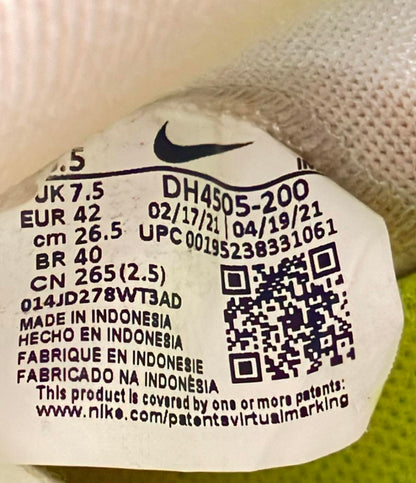 .5
UK 7.5 DH4505-200
EUR 42 02/17/21 04/19/21
cm 26.5 UPC 00195238331061
BR 40
CN 265 (2.5)
014JD278WT3AD
MADE IN INDONESIA
HECHO EN INDONESIA
FABRIQUE EN INDONESIE
FABRICADO NA INDONÉSIA
This product is covered by one or more patents:
www.nike.com/patentsvirtualmarking